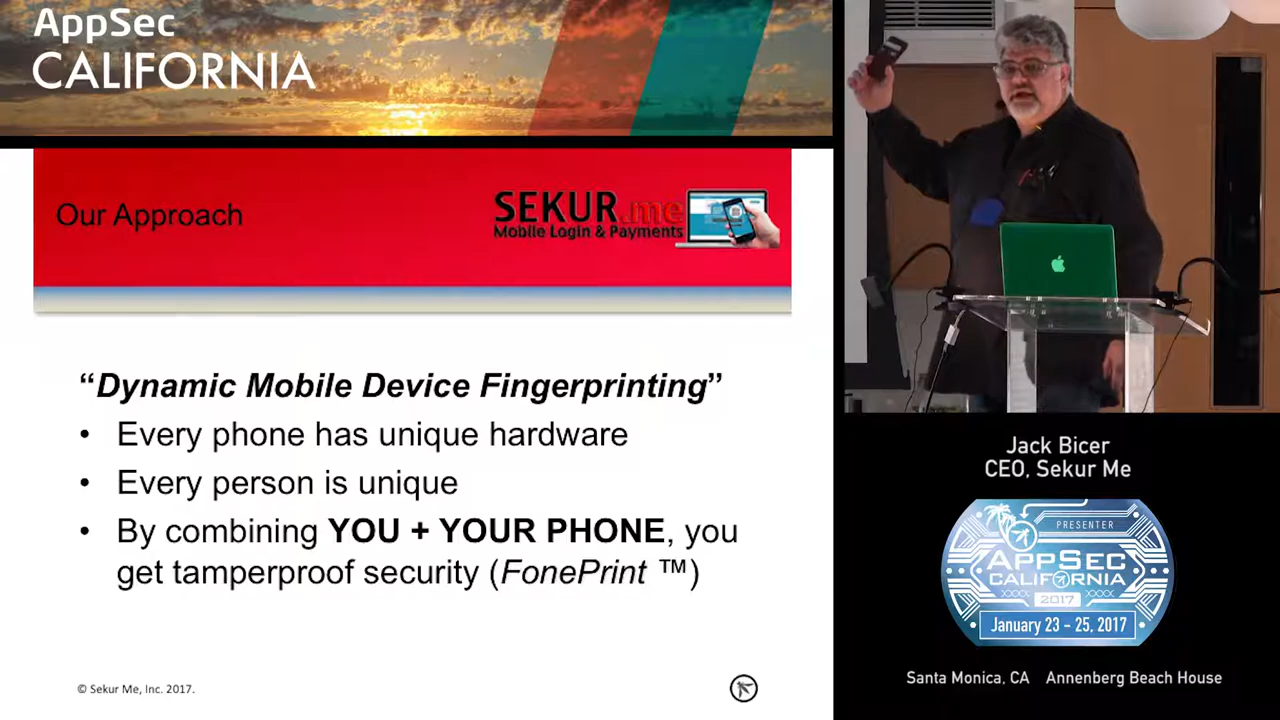 AppSec
CALIFORNIA
Our Approach
SEKUR.me
Mobile Login & Payments
“Dynamic Mobile Device Fingerprinting”
• Every phone has unique hardware
• Every person is unique
• By combining YOU + YOUR PHONE, you
get tamperproof security (FonePrint ™)
© Sekur Me, Inc. 2017.
Jack Bicer
CEO, Sekur Me
PRESENTER
APPSEC
CALIFORNIA
2017
January 23 – 25, 2017
Santa Monica, CA Annenberg Beach House